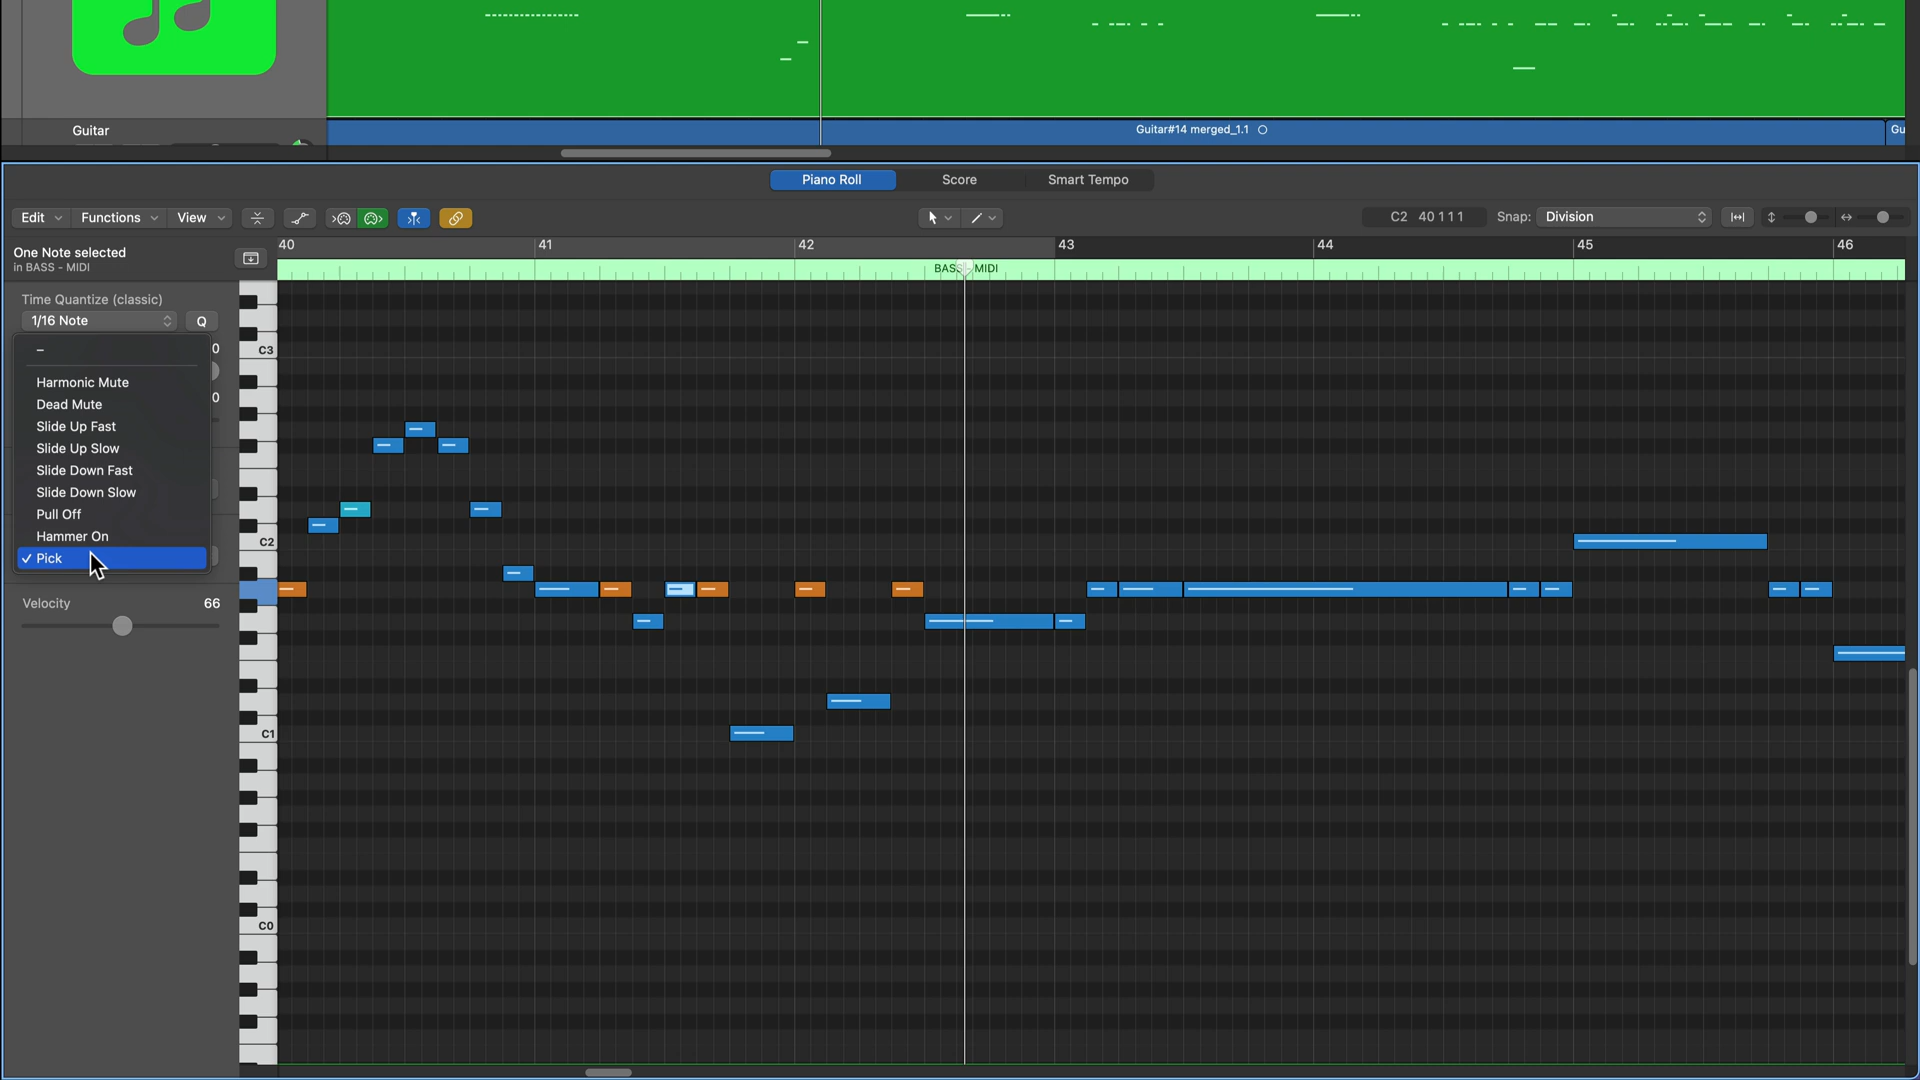 Guitar
Guitar#14 merged_1.1
Gu
Piano Roll
Score
Smart Tempo
Edit
Functions
View
C2 40 1 1 1
Snap: Division
One Note selected
in BASS - MIDI
40 41 42 43 44 45 46
BASS - MIDI
Time Quantize (classic)
1/16 Note
Q
–
0
Harmonic Mute
0
Dead Mute
Slide Up Fast
Slide Up Slow
Slide Down Fast
Slide Down Slow
Pull Off
Hammer On
✓ Pick
Velocity 66
C3
C2
C1
C0